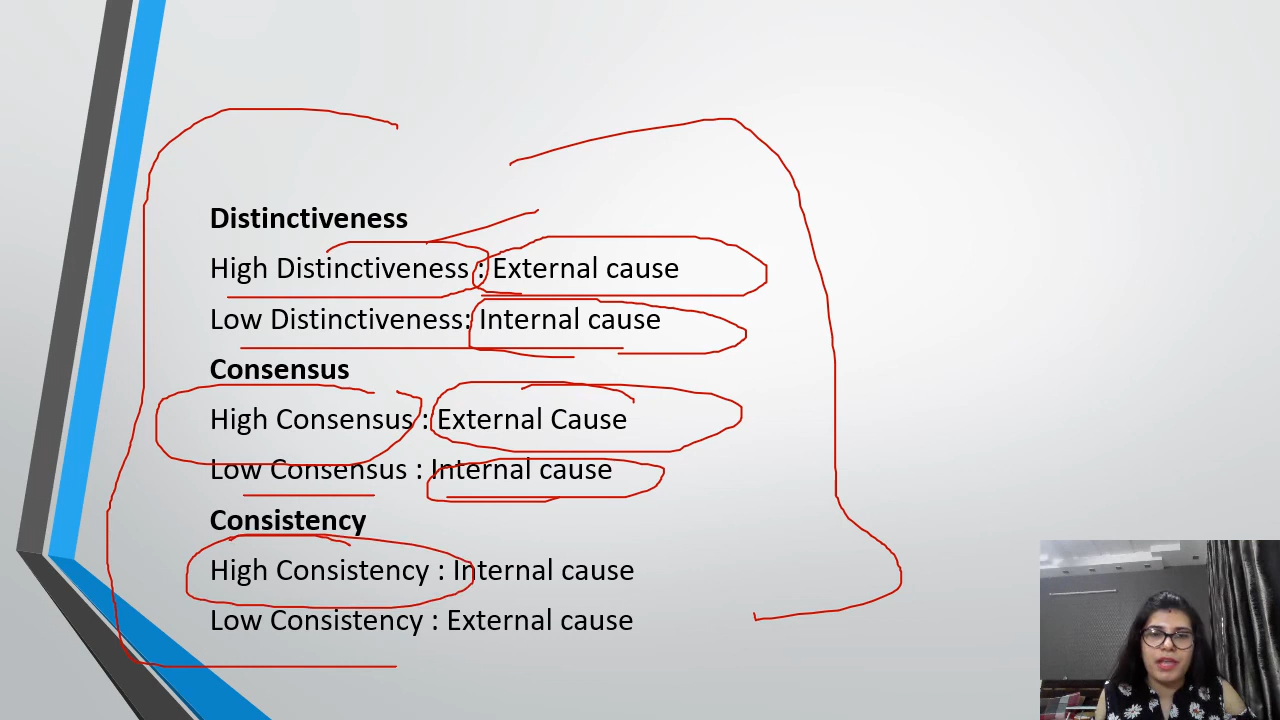 Distinctiveness
High Distinctiveness : External cause
Low Distinctiveness: Internal cause
Consensus
High Consensus : External Cause
Low Consensus : Internal cause
Consistency
High Consistency : Internal cause
Low Consistency : External cause